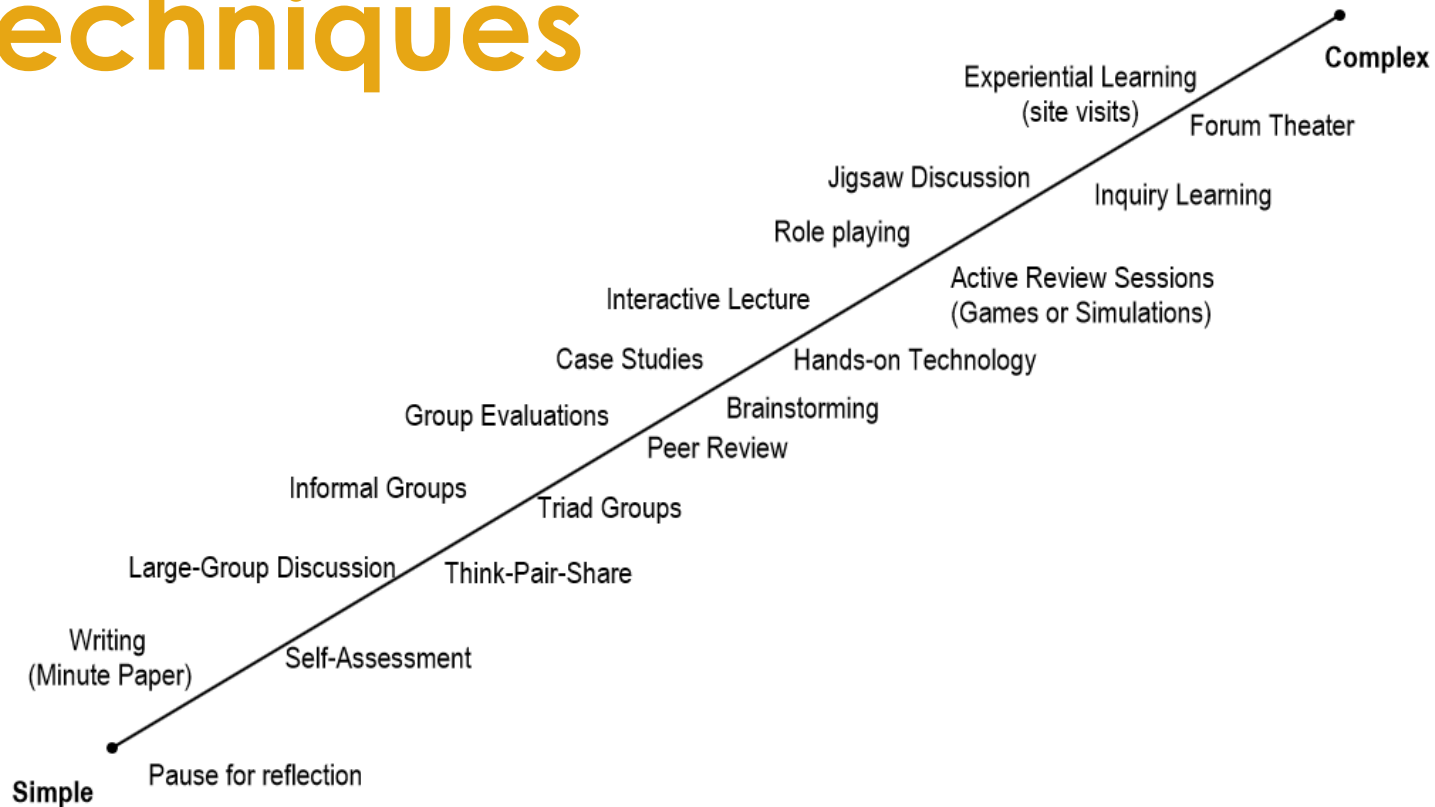 echniques
Complex
Experiential Learning
(site visits)
Forum Theater
Jigsaw Discussion
Inquiry Learning
Role playing
Active Review Sessions
(Games or Simulations)
Interactive Lecture
Case Studies
Hands-on Technology
Brainstorming
Group Evaluations
Peer Review
Informal Groups
Triad Groups
Large-Group Discussion
Think-Pair-Share
Writing
(Minute Paper)
Self-Assessment
Pause for reflection
Simple